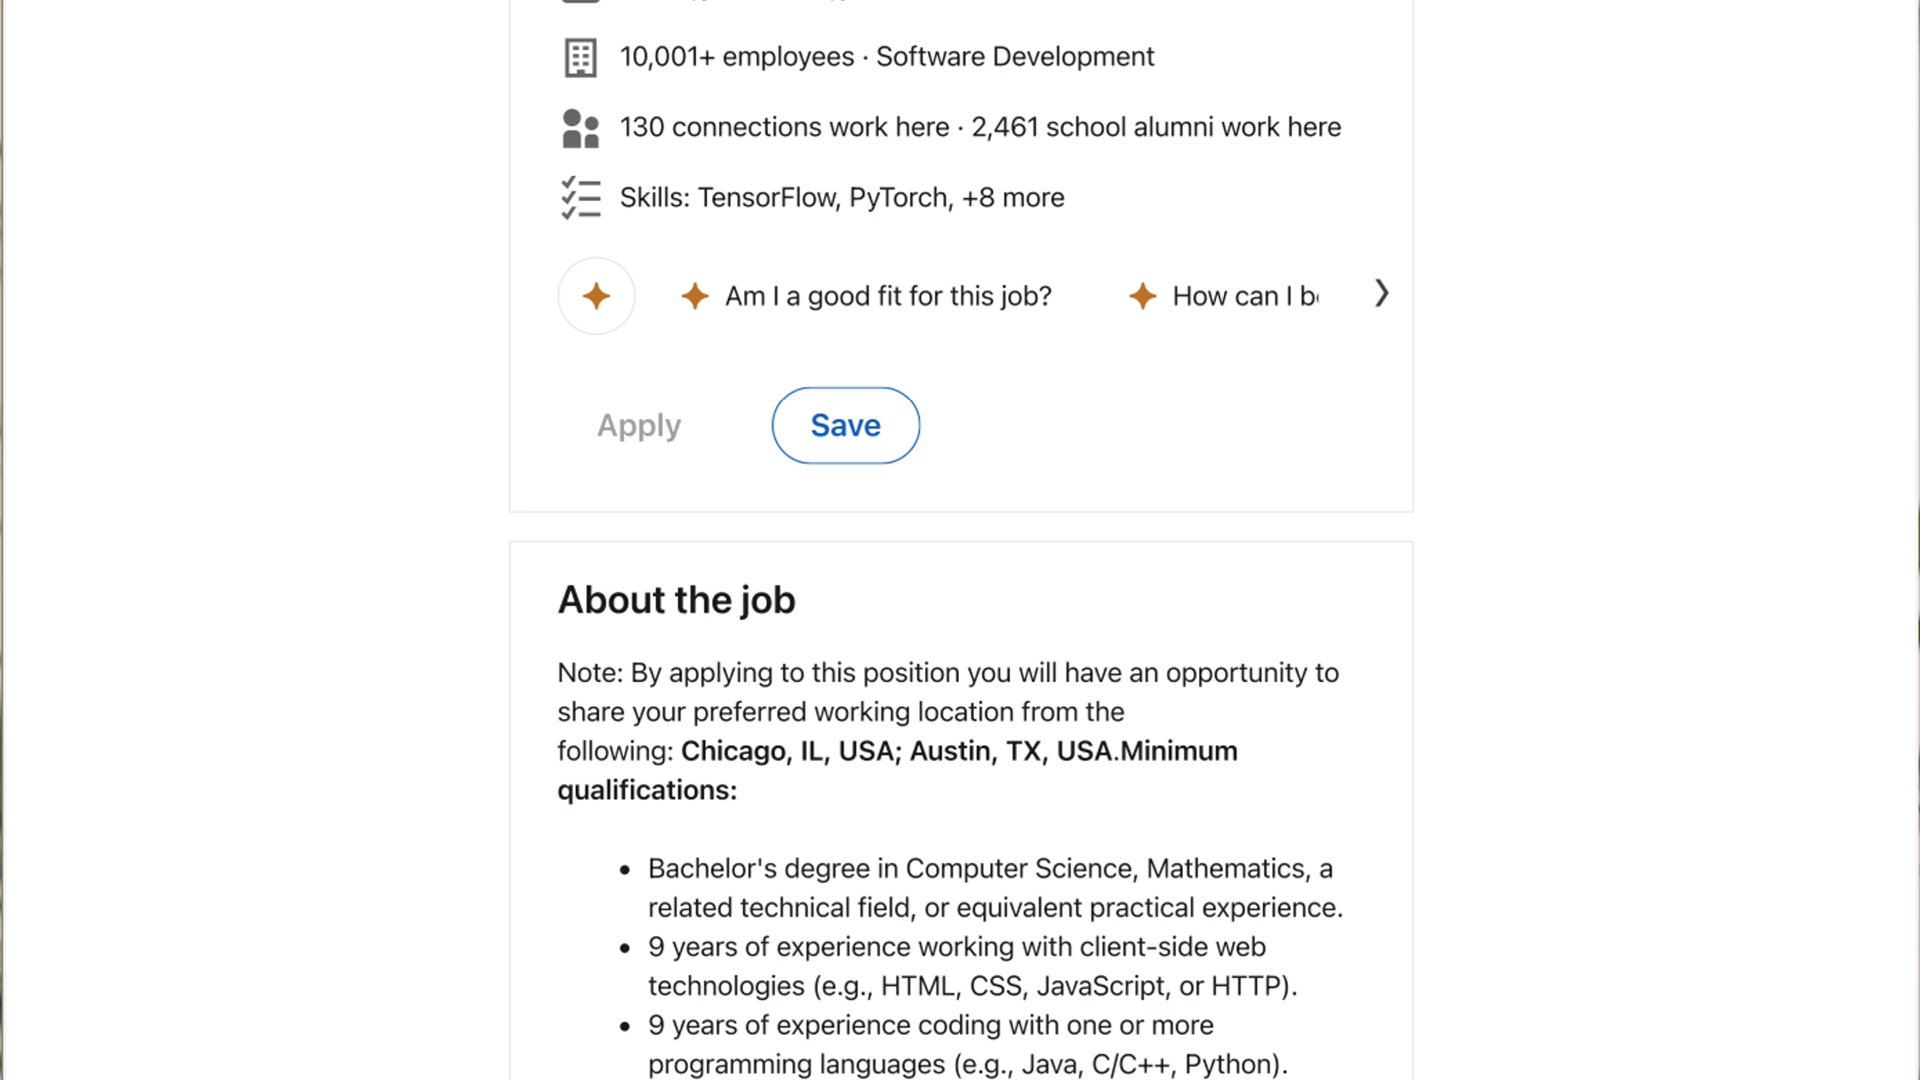 10,001+ employees · Software Development
130 connections work here · 2,461 school alumni work here
Skills: TensorFlow, PyTorch, +8 more
Am I a good fit for this job?
How can I
Apply
Save
About the job
Note: By applying to this position you will have an opportunity to
share your preferred working location from the
following: Chicago, IL, USA; Austin, TX, USA.Minimum
qualifications:
Bachelor's degree in Computer Science, Mathematics, a
related technical field, or equivalent practical experience.
9 years of experience working with client-side web
technologies (e.g., HTML, CSS, JavaScript, or HTTP).
9 years of experience coding with one or more
programming languages (e.g., Java, C/C++, Python).